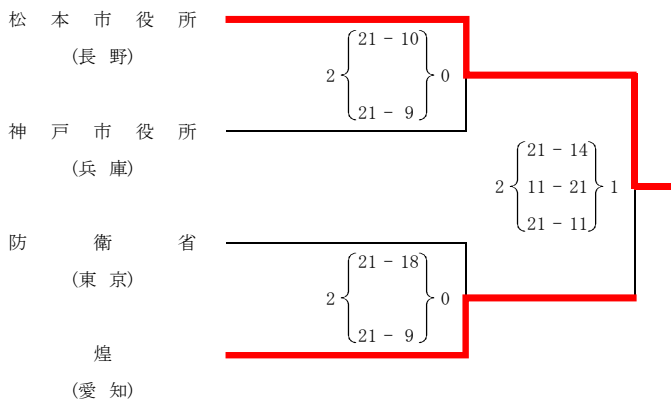 松本市役所
(長野)
2 21 - 10 0
21 - 9
神戸市役所
(兵庫)
2 21 - 14 1
11 - 21
21 - 11
防衛省
(東京)
2 21 - 18 0
21 - 9
煌
(愛知)